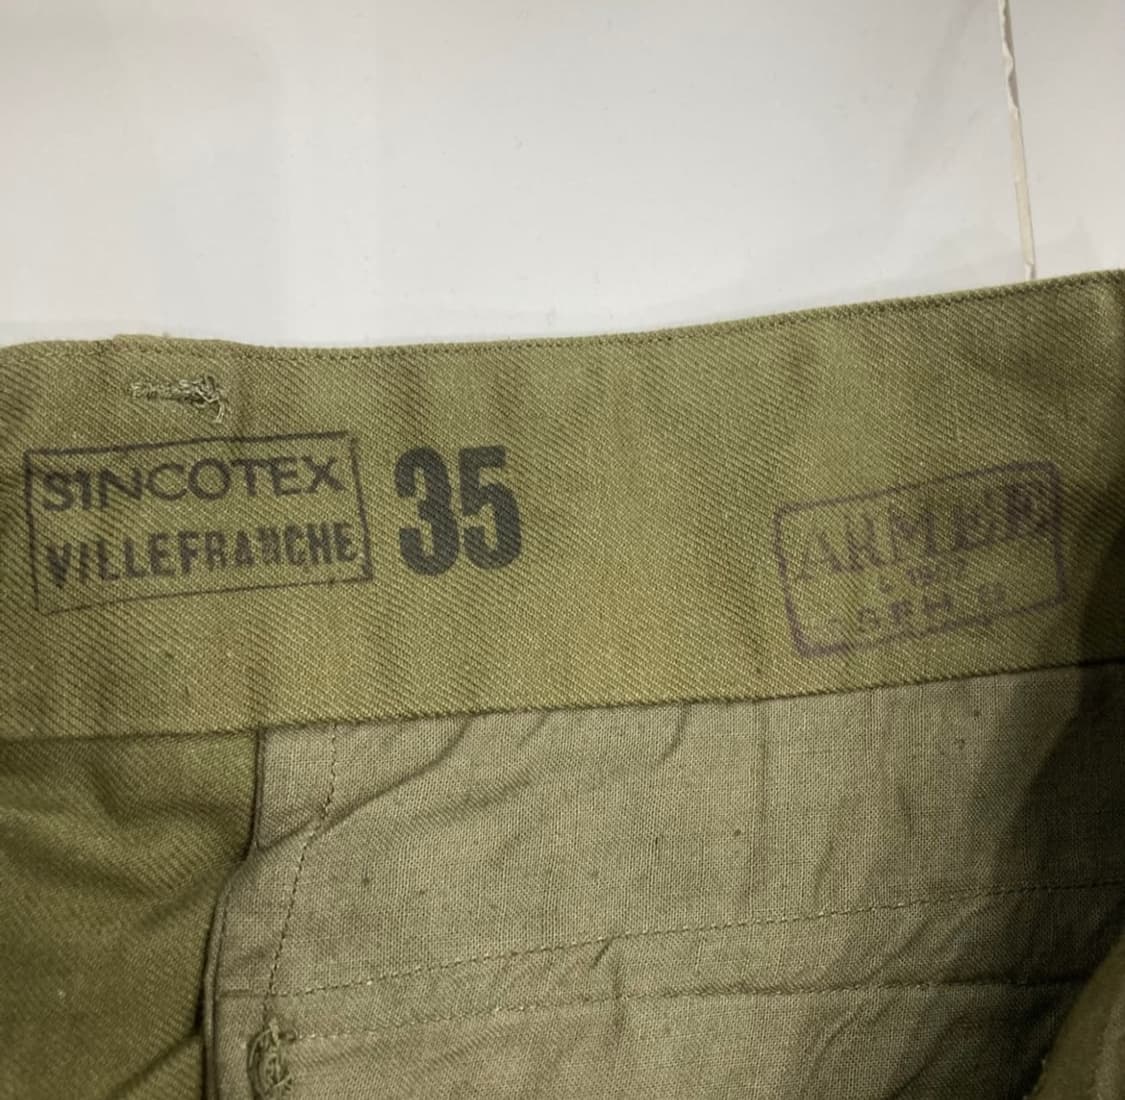 SINCOTEX
VILLEFRANCHE
35
ARMEE